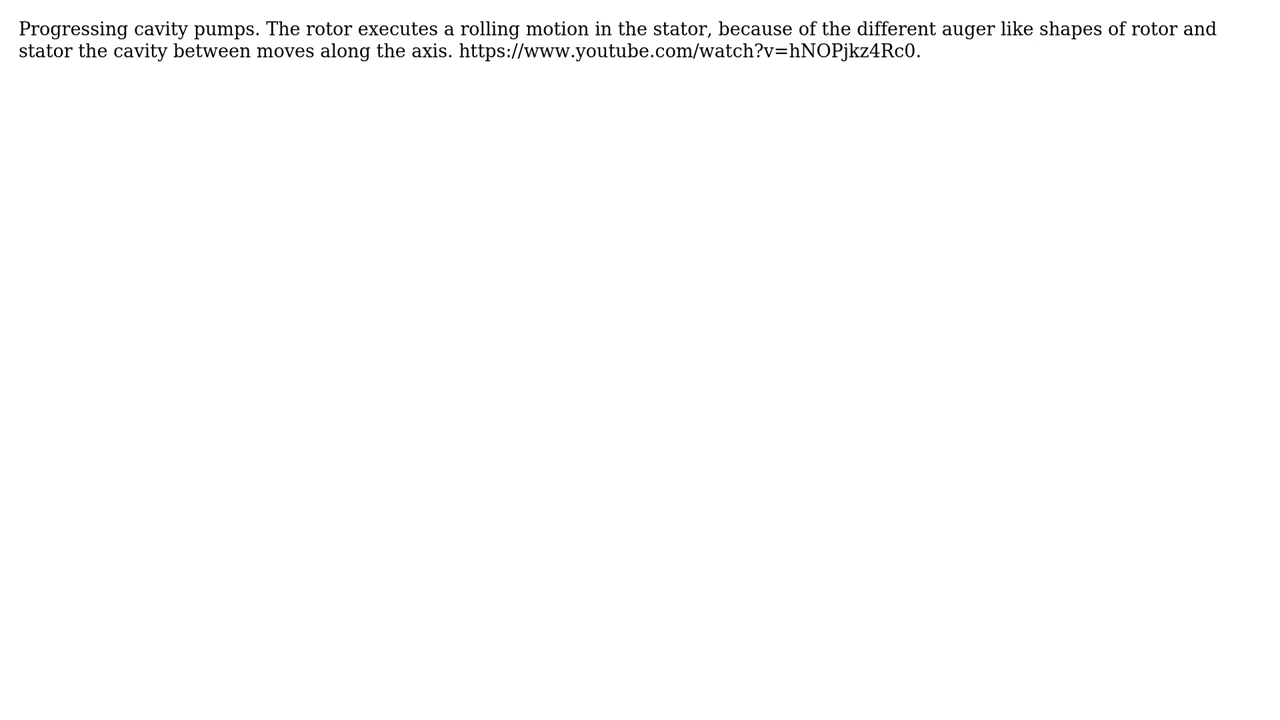 Progressing cavity pumps. The rotor executes a rolling motion in the stator, because of the different auger like shapes of rotor and
stator the cavity between moves along the axis. https://www.youtube.com/watch?v=hNOPjkz4Rc0.